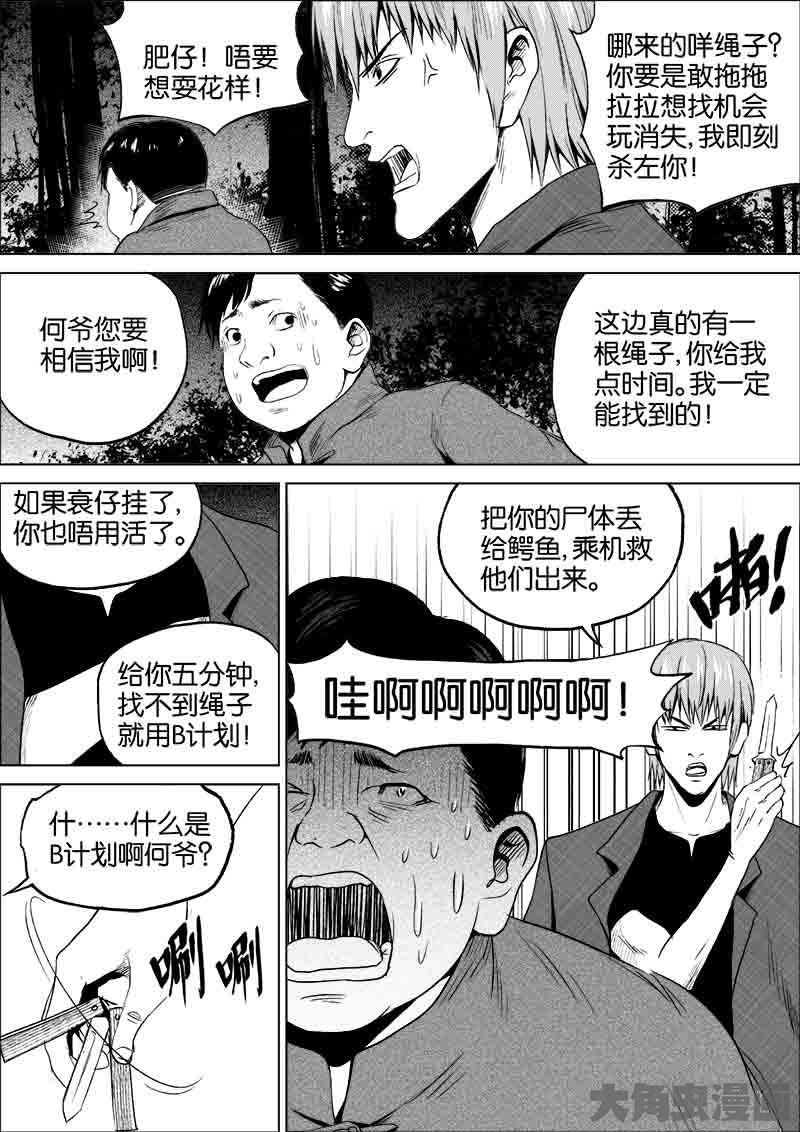 肥仔！唔要
想耍花样！
哪来的咩绳子？
你要是敢拖拖
拉拉想找机会
玩消失，我即刻
杀左你！
何爷您要
相信我啊！
这边真的有一
根绳子，你给我
点时间。我一定
能找到的！
如果衰仔挂了，
你也唔用活了。
给你五分钟，
找不到绳子
就用B计划！
什……什么是
B计划啊何爷？
唰
唰
把你的尸体丢
给鳄鱼，乘机救
他们出来。
啪！
哇啊啊啊啊啊！
大角虫漫画